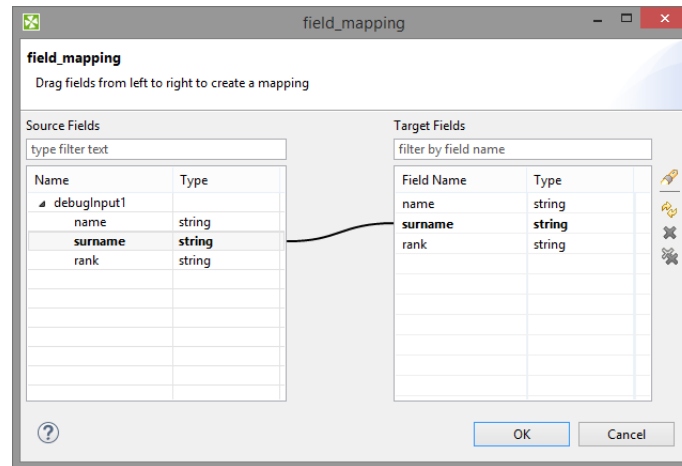 field_mapping
field_mapping
Drag fields from left to right to create a mapping
Source Fields
type filter text
Name Type
debugInput1
name string
surname string
rank string
Target Fields
filter by field name
Field Name Type
name string
surname string
rank string
?
OK Cancel